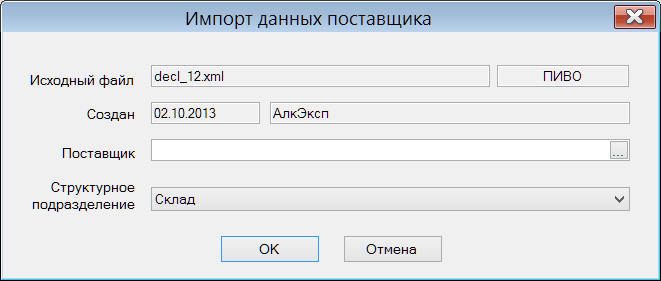 Импорт данных поставщика
Исходный файл decl_12.xml ПИВО
Создан 02.10.2013 АлкЭксп
Поставщик ...
Структурное
подразделение Склад
OK Отмена